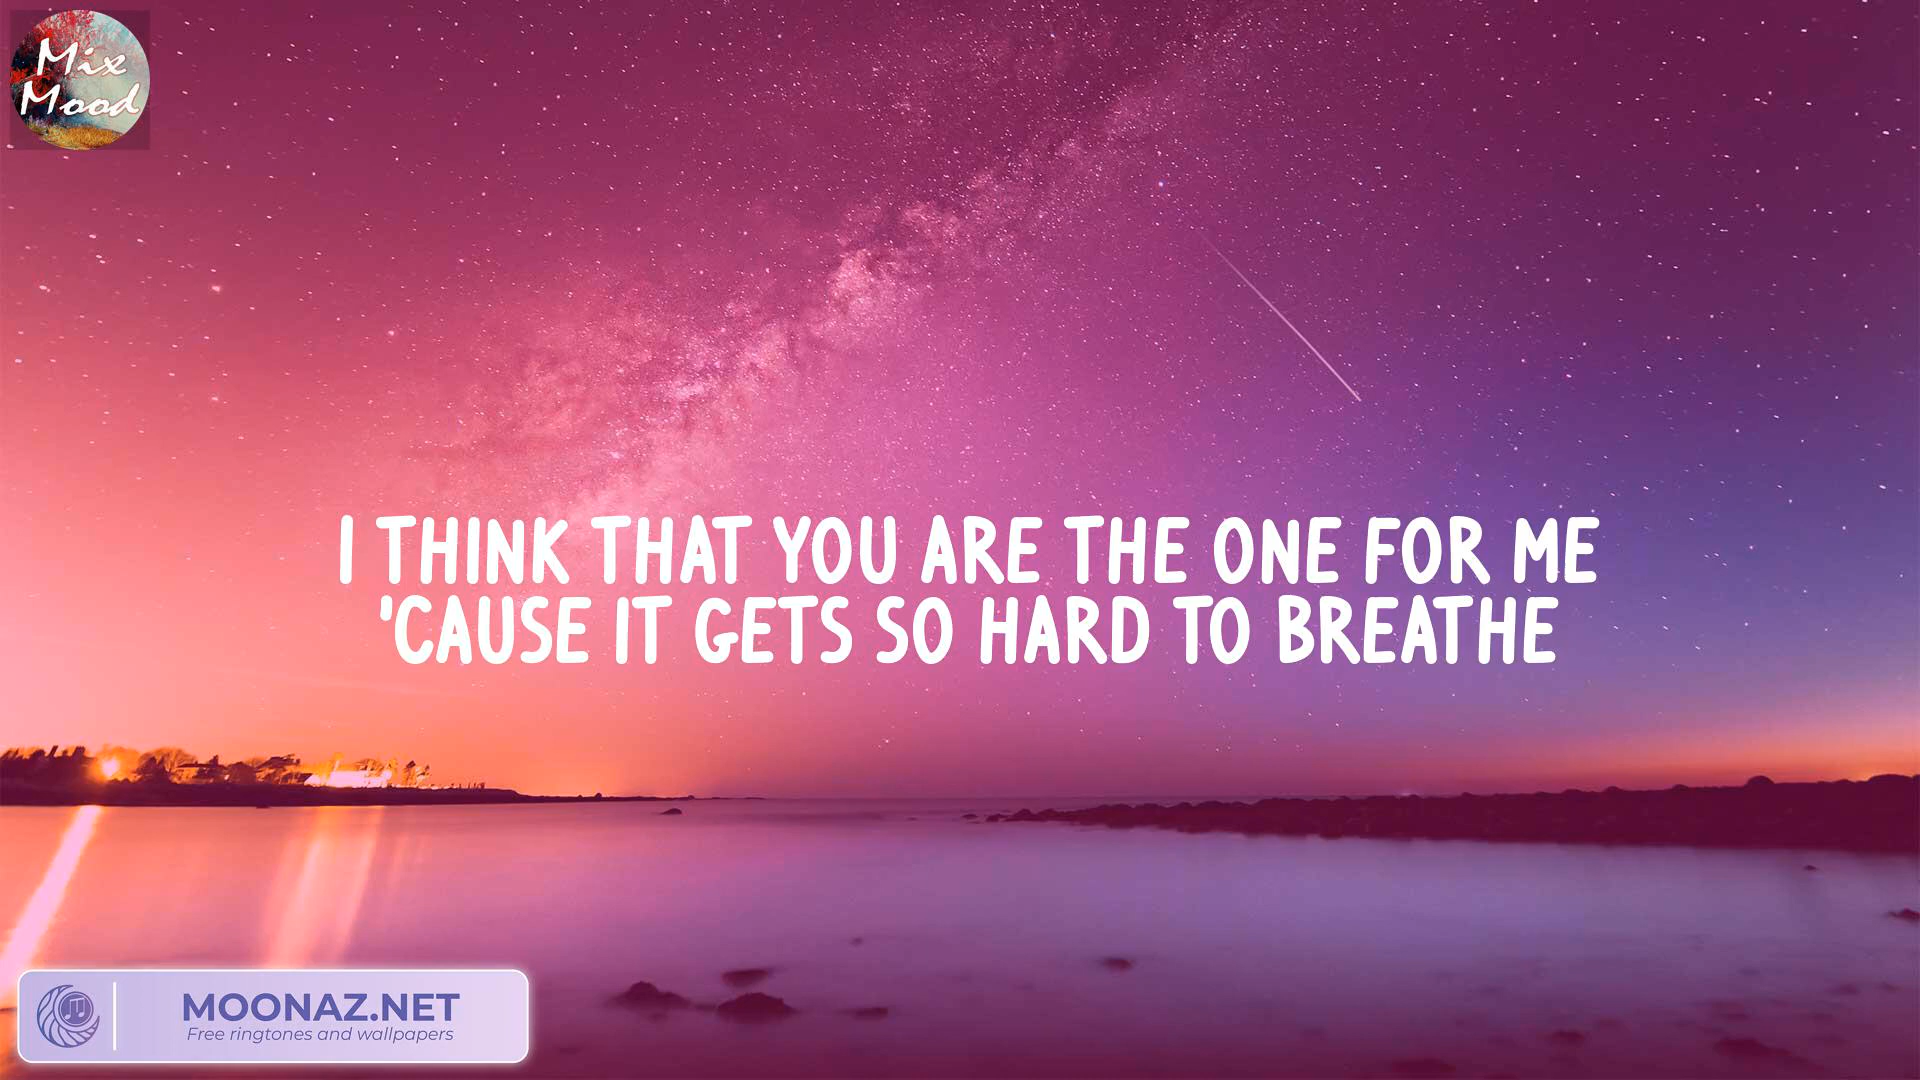 Mix
Mood
I THINK THAT YOU ARE THE ONE FOR ME
'CAUSE IT GETS SO HARD TO BREATHE
MOONAZ.NET
Free ringtones and wallpapers